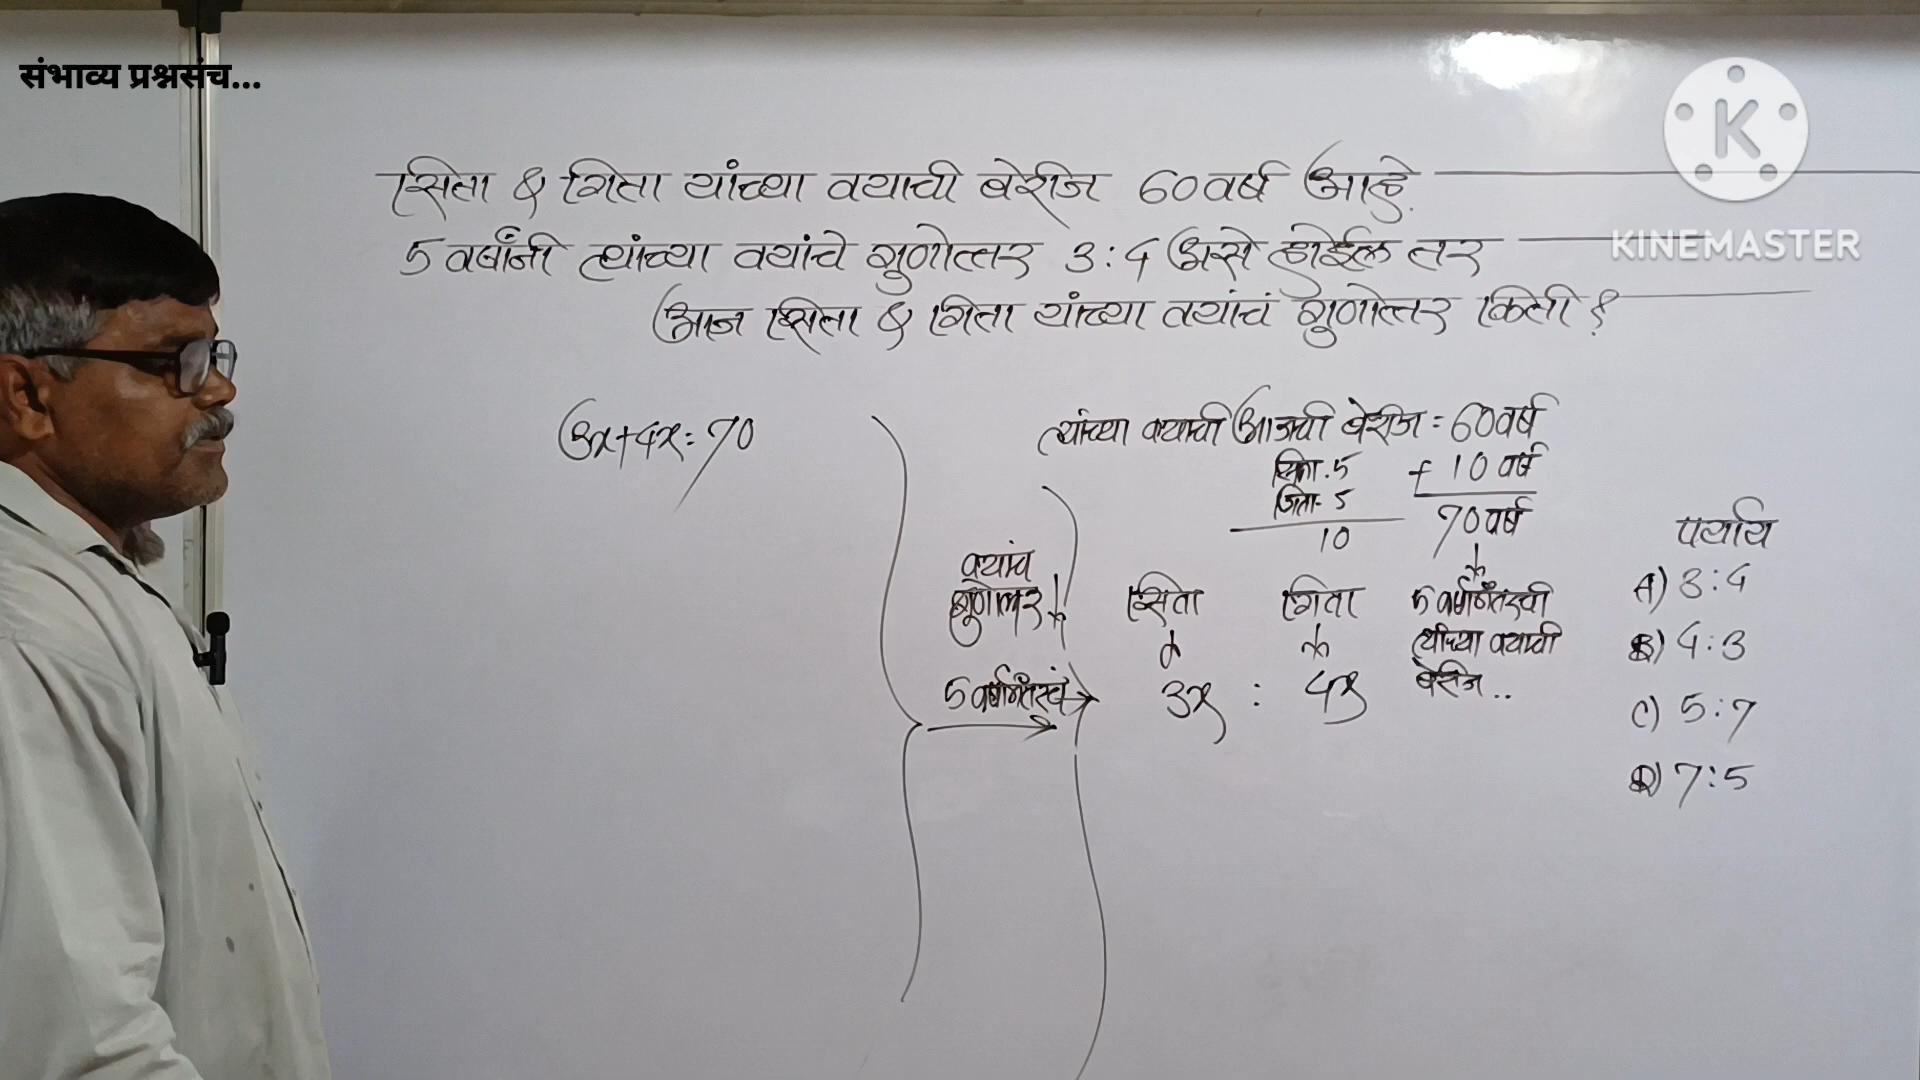 संभाव्य प्रश्नसंच...
KINEMASTER
सिता & गिता यांच्या वयाची बेरीज 60 वर्ष आहे.
5 वर्षांनी त्यांच्या वयांचे गुणोत्तर 3:4 असे होईल तर
आज सिता & गिता यांच्या वयांचं गुणोत्तर किती?
3x+4x=70
त्यांच्या वयाची आजची बेरीज = 60 वर्ष
सिता-5 + 10 वर्ष
गिता-5
10 70 वर्ष
वयांचं
गुणोत्तर
सिता गिता
5 वर्षानंतरची
त्यांच्या वयाची
बेरीज..
5 वर्षानंतरचं → 3x : 4x
पर्याय
A) 3:4
B) 4:3
C) 5:7
D) 7:5